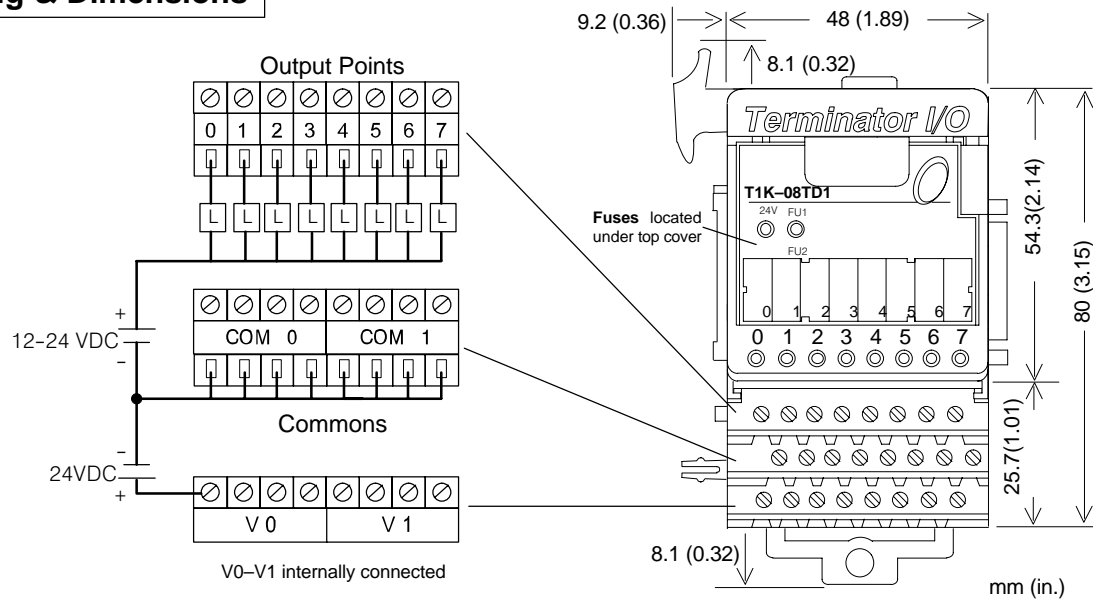 g & Dimensions
9.2 (0.36)
48 (1.89)
8.1 (0.32)
Output Points
0 1 2 3 4 5 6 7
L L L L L L L L
+
12-24 VDC
-
COM 0 COM 1
Commons
-
24VDC
+
V 0 V 1
V0–V1 internally connected
Terminator I/O
T1K–08TD1
24V FU1
FU2
Fuses located
under top cover
0 1 2 3 4 5 6 7
0 1 2 3 4 5 6 7
54.3(2.14)
80 (3.15)
25.7(1.01)
8.1 (0.32)
mm (in.)